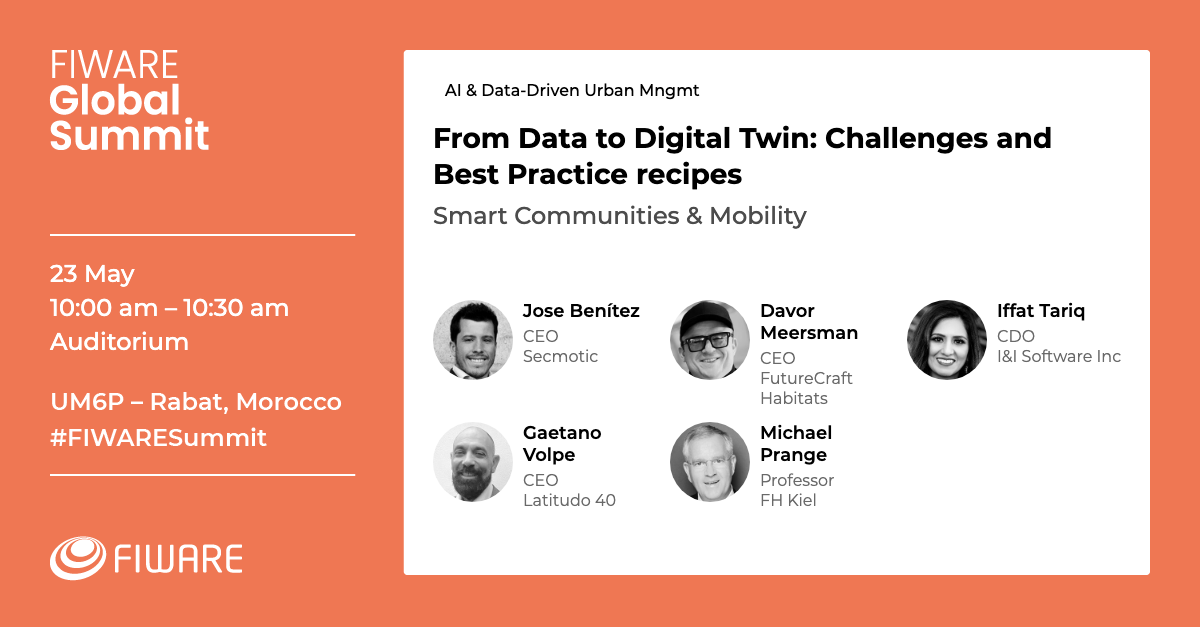 FIWARE
Global
Summit
23 May
10:00 am – 10:30 am
Auditorium
UM6P – Rabat, Morocco
#FIWARESummit
FIWARE
AI & Data-Driven Urban Mngmt
From Data to Digital Twin: Challenges and
Best Practice recipes
Smart Communities & Mobility
Jose Benítez
CEO
Secmotic
Davor
Meersman
CEO
FutureCraft
Habitats
Iffat Tariq
CDO
I&I Software Inc
Gaetano
Volpe
CEO
Latitudo 40
Michael
Prange
Professor
FH Kiel